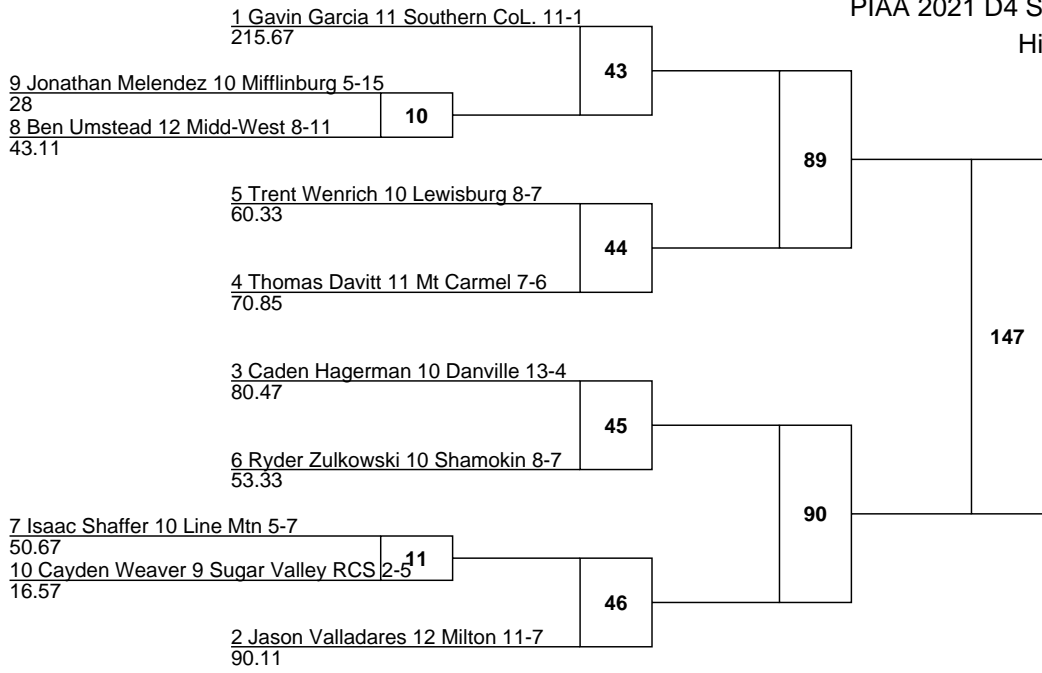 PIAA 2021 D4 S
Hi
1 Gavin Garcia 11 Southern CoL. 11-1
215.67
43
9 Jonathan Melendez 10 Mifflinburg 5-15
28
10
8 Ben Umstead 12 Midd-West 8-11
43.11
89
5 Trent Wenrich 10 Lewisburg 8-7
60.33
44
4 Thomas Davitt 11 Mt Carmel 7-6
70.85
147
3 Caden Hagerman 10 Danville 13-4
80.47
45
6 Ryder Zulkowski 10 Shamokin 8-7
53.33
90
7 Isaac Shaffer 10 Line Mtn 5-7
50.67
11
10 Cayden Weaver 9 Sugar Valley RCS 2-5
16.57
46
2 Jason Valladares 12 Milton 11-7
90.11